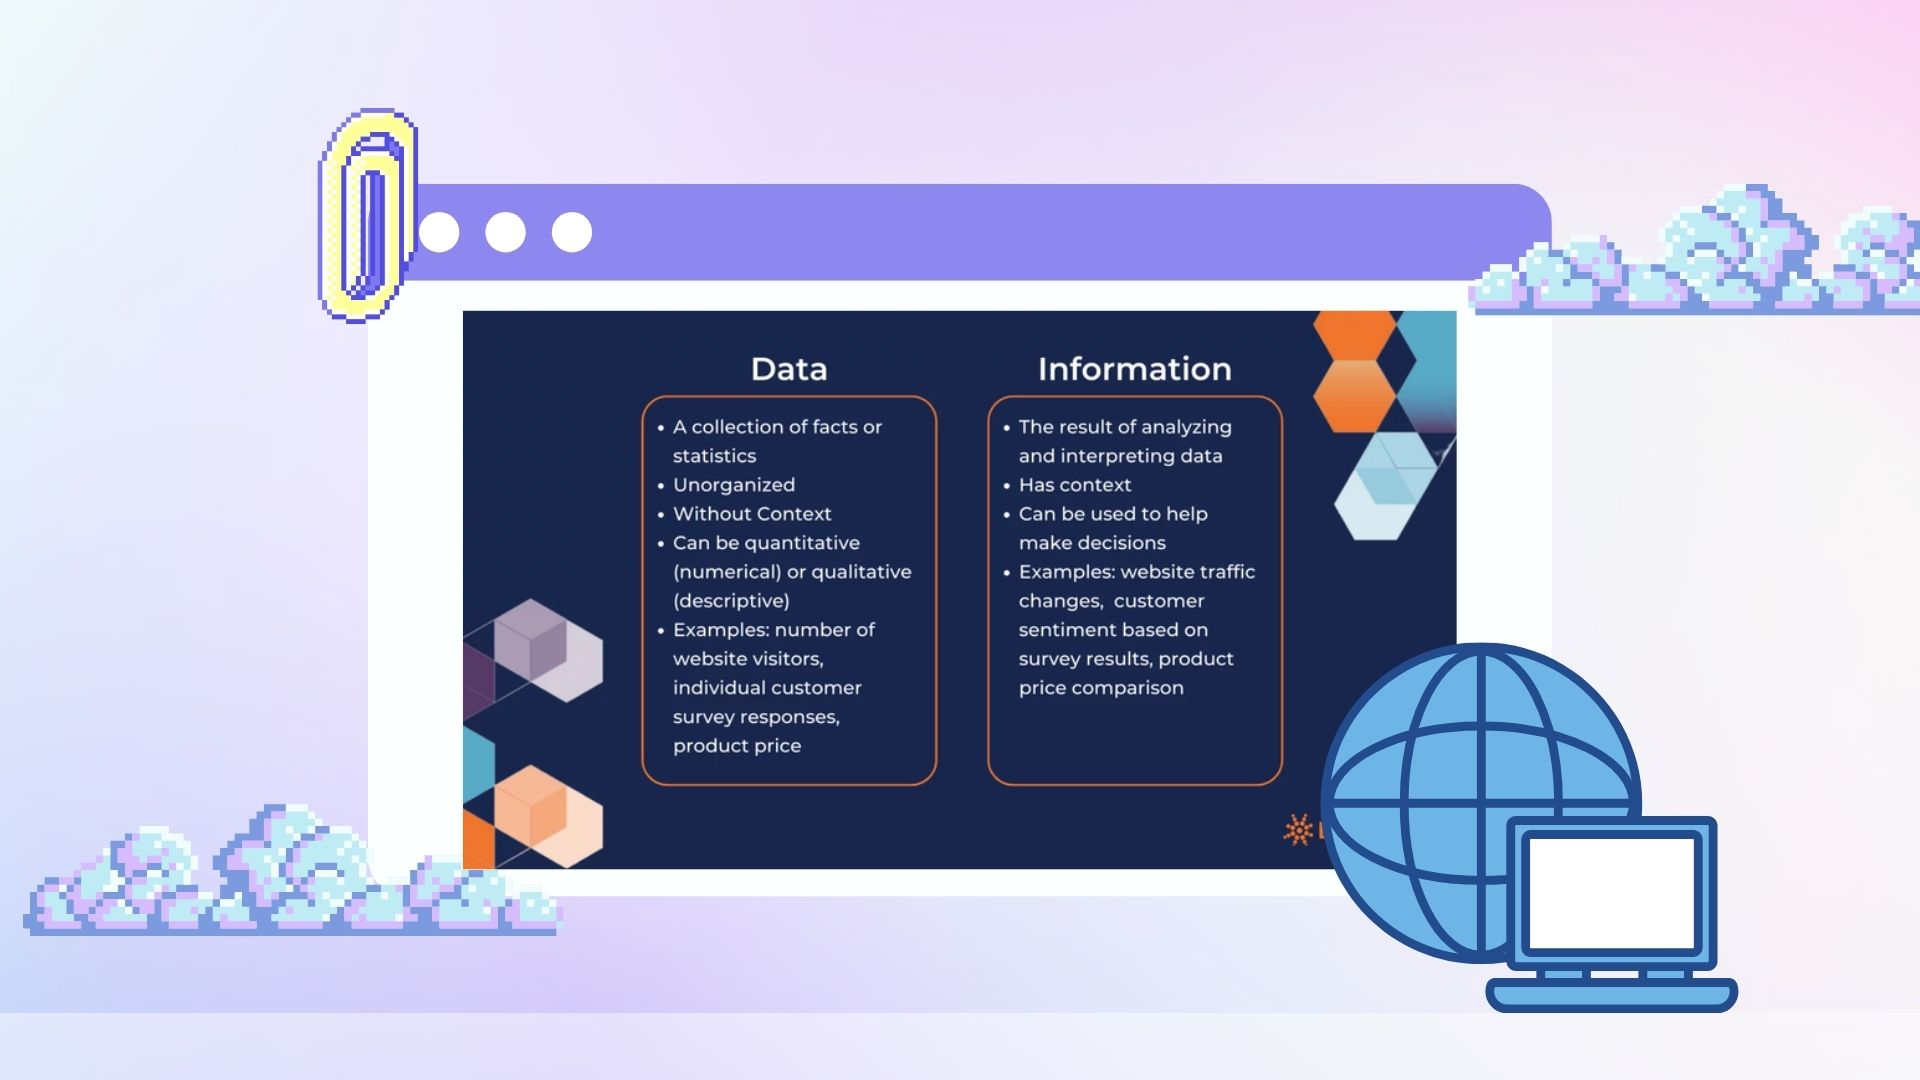 Data
• A collection of facts or
statistics
• Unorganized
• Without Context
• Can be quantitative
(numerical) or qualitative
(descriptive)
• Examples: number of
website visitors,
individual customer
survey responses,
product price
Information
• The result of analyzing
and interpreting data
• Has context
• Can be used to help
make decisions
• Examples: website traffic
changes,  customer
sentiment based on
survey results, product
price comparison